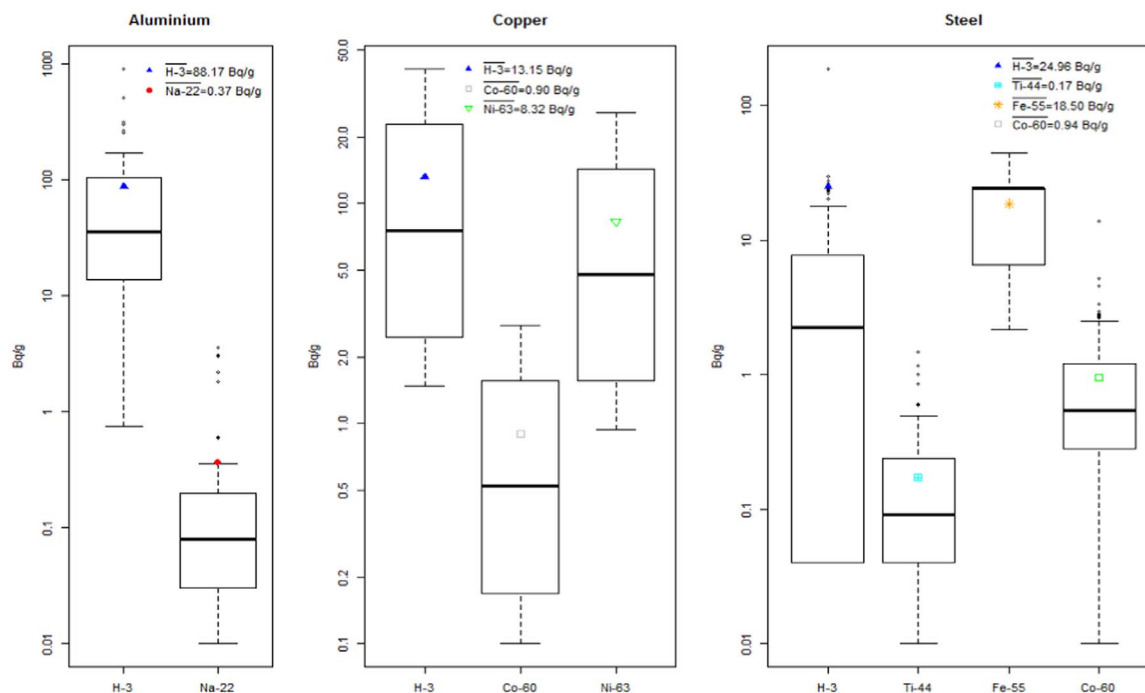 Aluminium
Bq/g
1000
100
10
1
0.1
0.01
H-3=88.17 Bq/g
Na-22=0.37 Bq/g
H-3 Na-22
Copper
Bq/g
50.0
20.0
10.0
5.0
2.0
1.0
0.5
0.2
0.1
H-3=13.15 Bq/g
Co-60=0.90 Bq/g
Ni-63=8.32 Bq/g
H-3 Co-60 Ni-63
Steel
Bq/g
100
10
1
0.1
0.01
H-3=24.96 Bq/g
Ti-44=0.17 Bq/g
Fe-55=18.50 Bq/g
Co-60=0.94 Bq/g
H-3 Ti-44 Fe-55 Co-60